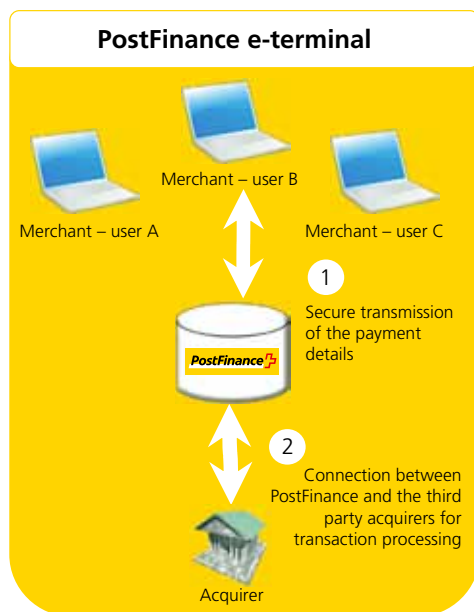 PostFinance e-terminal
Merchant – user B
Merchant – user A
Merchant – user C
1
Secure transmission
of the payment
details
PostFinance
2
Connection between
PostFinance and the third
party acquirers for
transaction processing
Acquirer